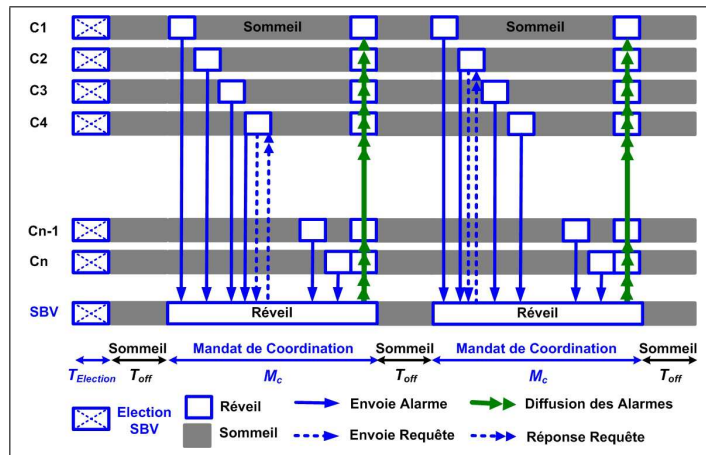 C1
Sommeil
Sommeil
C2
C3
C4
Cn-1
Cn
SBV
Réveil
Réveil
Sommeil
Mandat de Coordination
Sommeil
Mandat de Coordination
Sommeil
TElection
Toff
Mc
Toff
Mc
Toff
Election
SBV
Réveil
Envoie Alarme
Diffusion des Alarmes
Sommeil
Envoie Requête
Réponse Requête